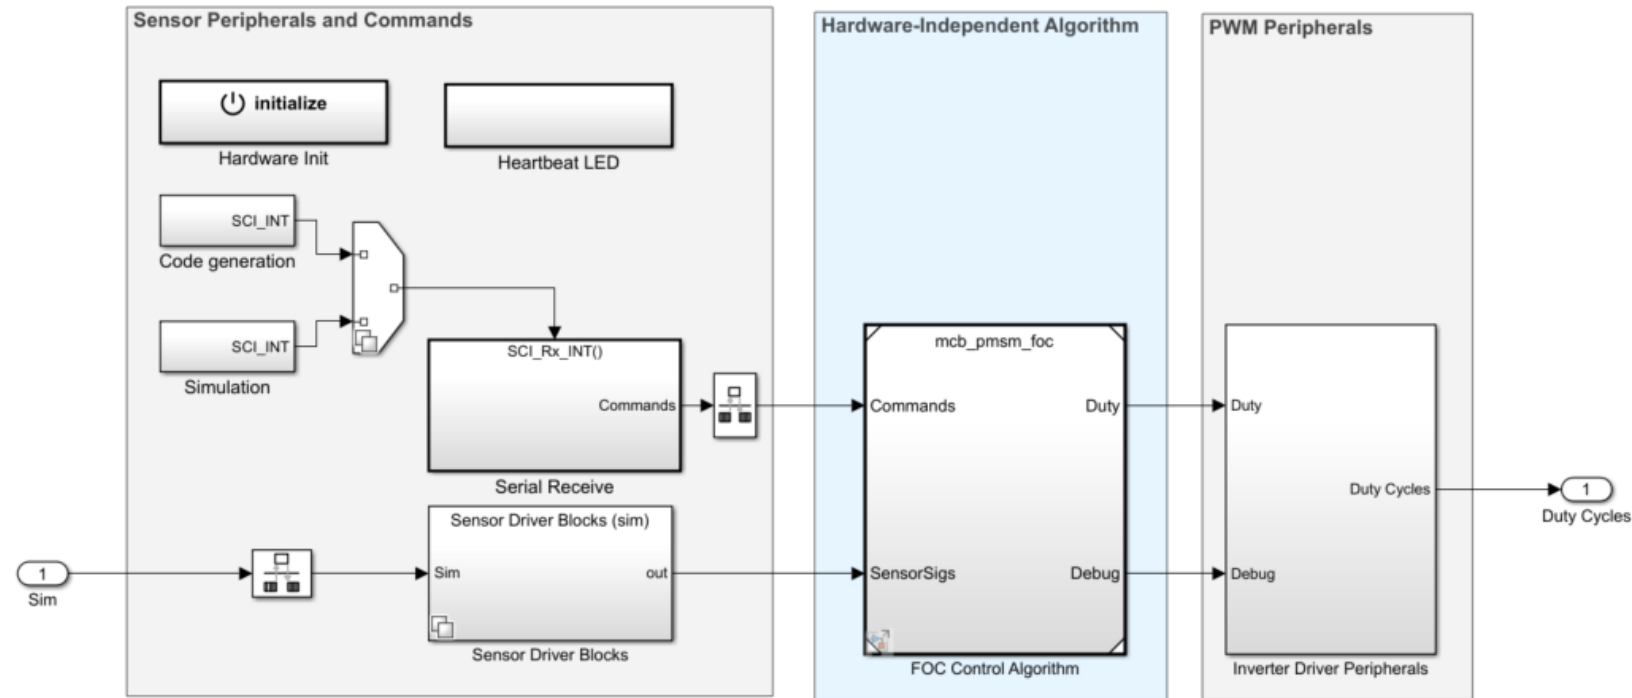 Sensor Peripherals and Commands
initialize
Hardware Init
Heartbeat LED
SCI_INT
Code generation
SCI_INT
Simulation
SCI_Rx_INT()
Commands
Serial Receive
1
Sim
Sensor Driver Blocks (sim)
Sim
out
Sensor Driver Blocks
Hardware-Independent Algorithm
mcb_pmsm_foc
Commands
Duty
SensorSigs
Debug
FOC Control Algorithm
PWM Peripherals
Duty
Duty Cycles
Debug
Inverter Driver Peripherals
1
Duty Cycles